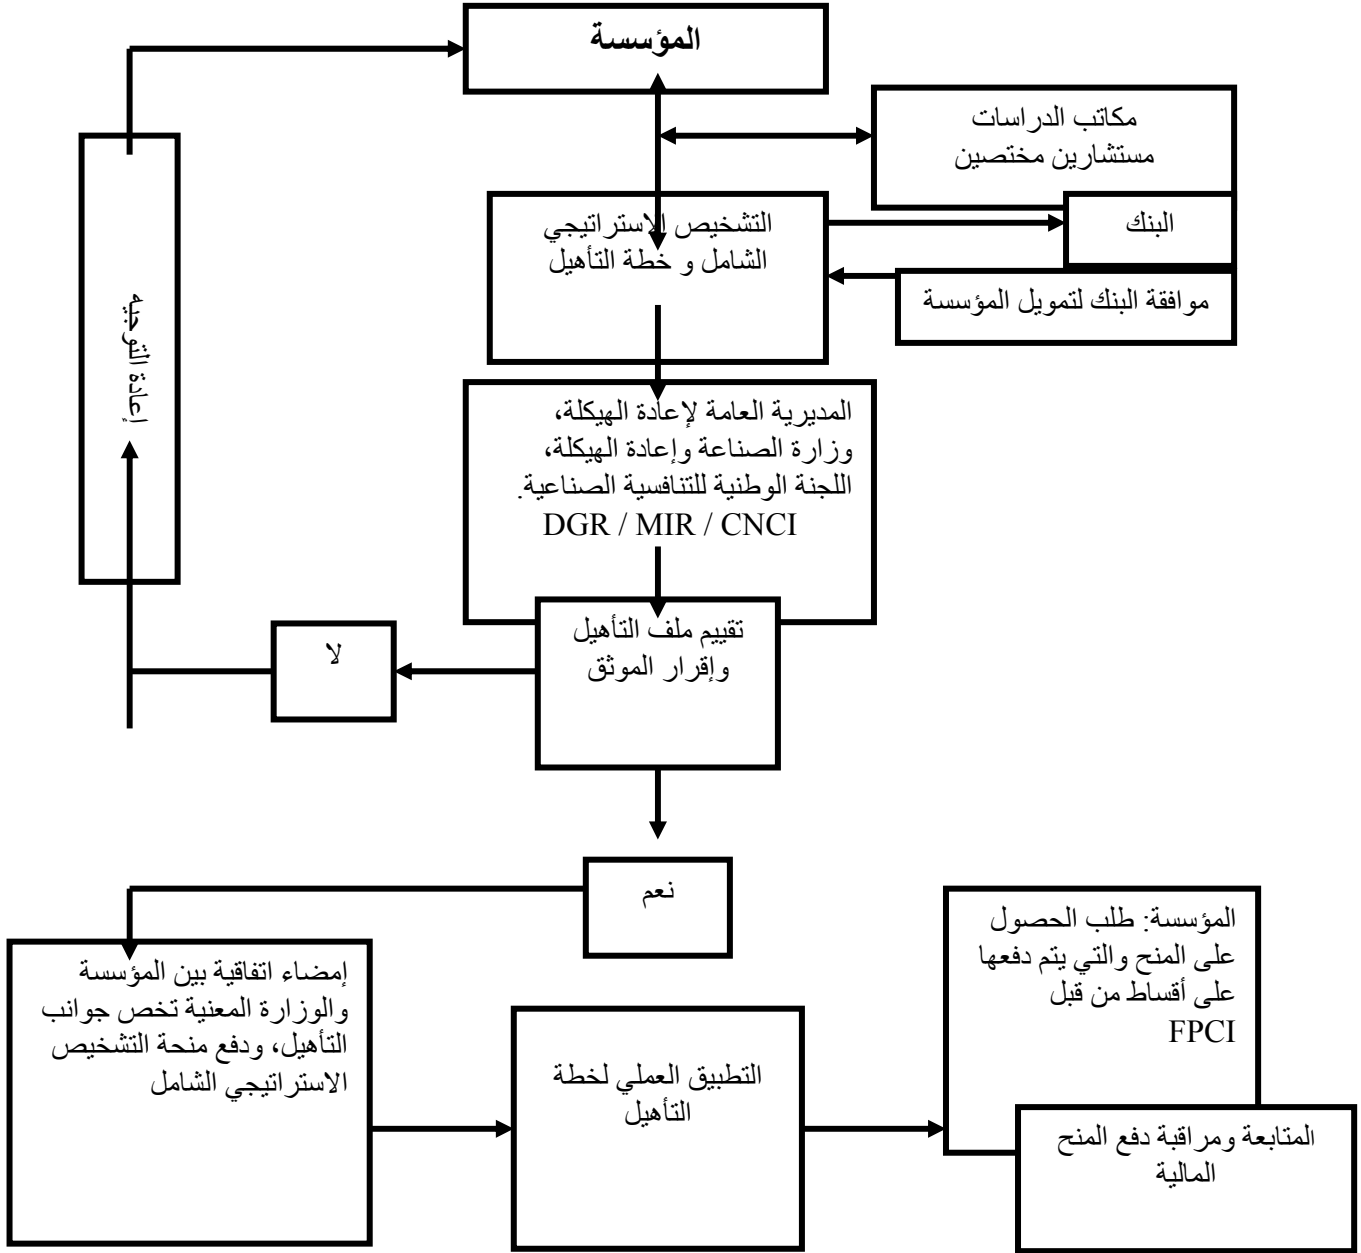 المؤسسة
مكاتب الدراسات
مستشارين مختصين
التشخيص الاستراتيجي
الشامل و خطة التأهيل
البنك
موافقة البنك لتمويل المؤسسة
إعادة التوجيه
المديرية العامة لإعادة الهيكلة،
وزارة الصناعة وإعادة الهيكلة،
اللجنة الوطنية للتنافسية الصناعية.
DGR / MIR / CNCI
تقييم ملف التأهيل
وإقرار الموثق
لا
نعم
إمضاء اتفاقية بين المؤسسة
والوزارة المعنية تخص جوانب
التأهيل، ودفع منحة التشخيص
الاستراتيجي الشامل
التطبيق العملي لخطة
التأهيل
المؤسسة: طلب الحصول
على المنح والتي يتم دفعها
على أقساط من قبل
FPCI
المتابعة ومراقبة دفع المنح
المالية